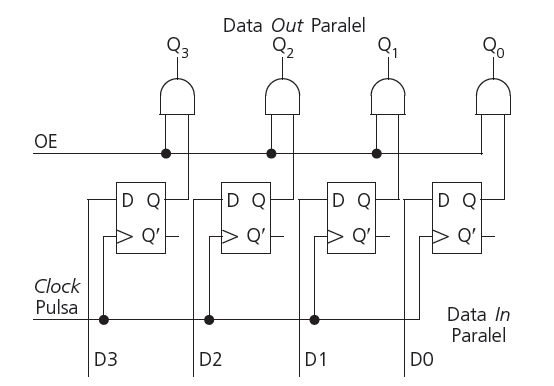 Data Out Paralel
Q3 Q2 Q1 Q0
OE
D Q D Q D Q D Q
Q' Q' Q' Q'
Clock
Pulsa
Data In
Paralel
D3 D2 D1 D0